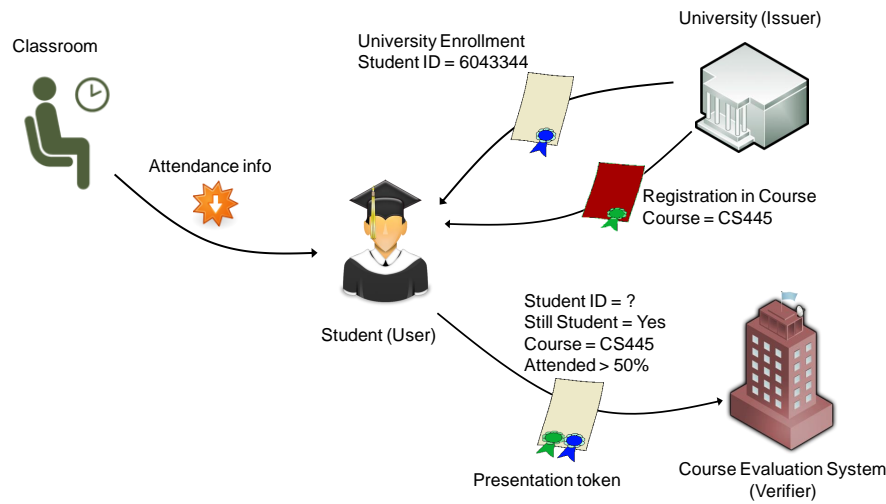 Classroom
University (Issuer)
University Enrollment
Student ID = 6043344
Attendance info
Registration in Course
Course = CS445
Student (User)
Student ID = ?
Still Student = Yes
Course = CS445
Attended > 50%
Presentation token
Course Evaluation System
(Verifier)